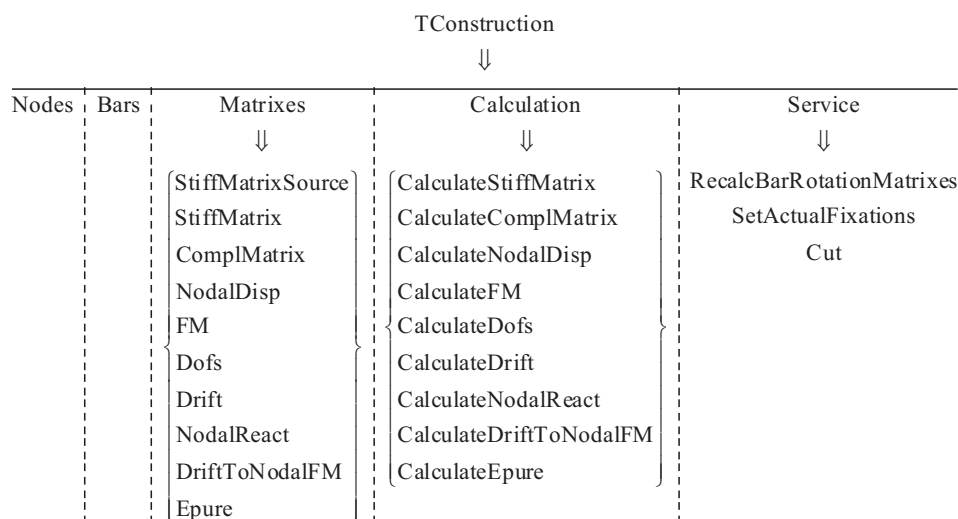 TConstruction
⇓
Nodes Bars Matrixes Calculation Service
⇓ ⇓ ⇓
StiffMatrixSource CalculateStiffMatrix RecalcBarRotationMatrixes
StiffMatrix CalculateComplMatrix SetActualFixations
ComplMatrix CalculateNodalDisp Cut
NodalDisp CalculateFM
FM CalculateDofs
Dofs CalculateDrift
Drift CalculateNodalReact
NodalReact CalculateDriftToNodalFM
DriftToNodalFM CalculateEpure
Epure